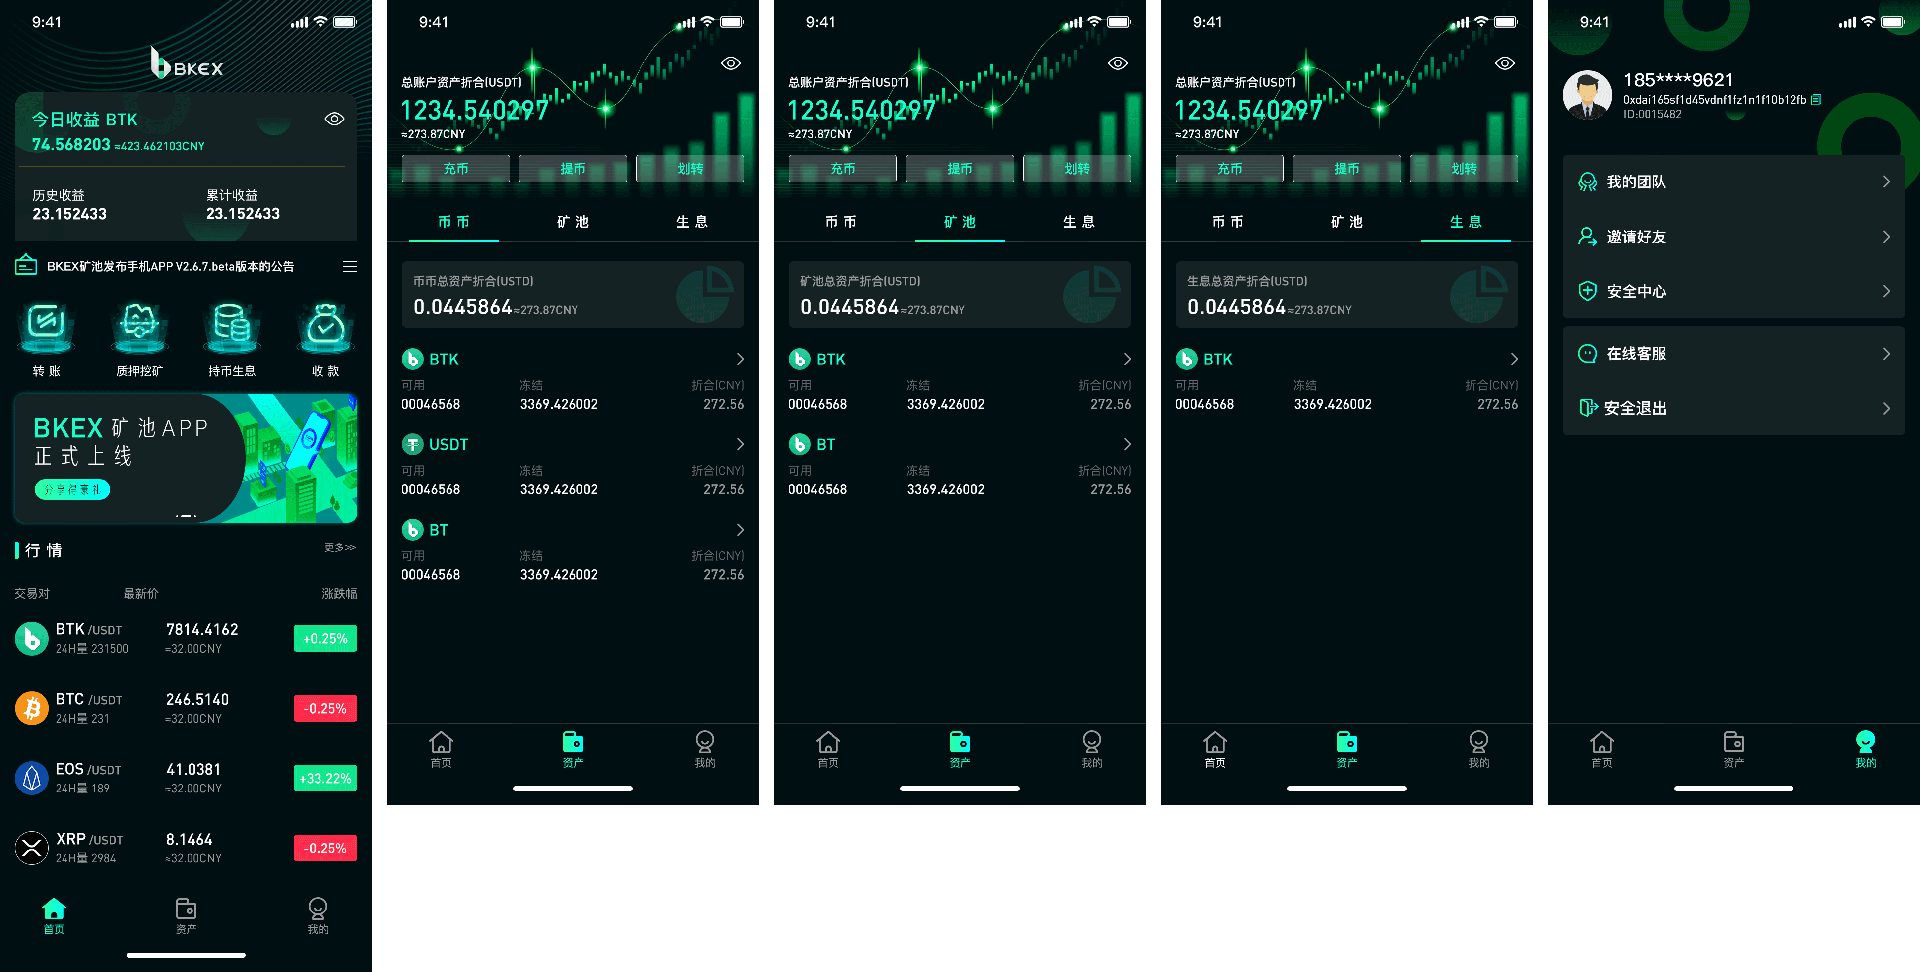 9:41
BKEX
今日收益 BTK
74.568203 ≈423.462103CNY
历史收益
累计收益
23.152433
23.152433
BKEX矿池发布手机APP V2.6.7.beta版本的公告
转 账
质押挖矿
持币生息
收 款
BKEX 矿池APP
正式上线
分享得豪礼
行 情
更多>>
交易对
最新价
涨跌幅
BTK /USDT
7814.4162
+0.25%
24H量 231500
≈32.00CNY
BTC /USDT
246.5140
-0.25%
24H量 231
≈32.00CNY
EOS /USDT
41.0381
+33.22%
24H量 189
≈32.00CNY
XRP /USDT
8.1464
-0.25%
24H量 2984
≈32.00CNY
首页
资产
我的
9:41
总账户资产折合(USDT)
1234.540297
≈273.87CNY
充币
提币
划转
币 币
矿 池
生 息
币币总资产折合(USTD)
0.0445864≈273.87CNY
BTK
可用
冻结
折合(CNY)
00046568
3369.426002
272.56
USDT
可用
冻结
折合(CNY)
00046568
3369.426002
272.56
BT
可用
冻结
折合(CNY)
00046568
3369.426002
272.56
首页
资产
我的
9:41
总账户资产折合(USDT)
1234.540297
≈273.87CNY
充币
提币
划转
币 币
矿 池
生 息
矿池总资产折合(USTD)
0.0445864≈273.87CNY
BTK
可用
冻结
折合(CNY)
00046568
3369.426002
272.56
BT
可用
冻结
折合(CNY)
00046568
3369.426002
272.56
首页
资产
我的
9:41
总账户资产折合(USDT)
1234.540297
≈273.87CNY
充币
提币
划转
币 币
矿 池
生 息
生息总资产折合(USTD)
0.0445864≈273.87CNY
BTK
可用
冻结
折合(CNY)
00046568
3369.426002
272.56
首页
资产
我的
9:41
185****9621
0xdai165sf1d45vdnf1fz1n1f10b12fb
ID:0015482
我的团队
邀请好友
安全中心
在线客服
安全退出
首页
资产
我的